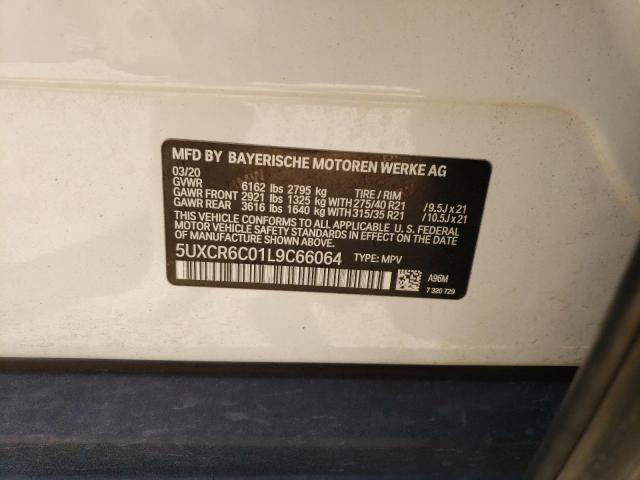 MFD BY BAYERISCHE MOTOREN WERKE AG
03/20
GVWR 6162 lbs 2795 kg TIRE / RIM
GAWR FRONT 2921 lbs 1325 kg WITH 275/40 R21 /9.5J x 21
GAWR REAR 3616 lbs 1640 kg WITH 315/35 R21 /10.5J x 21
THIS VEHICLE CONFORMS TO ALL APPLICABLE U.S. FEDERAL
MOTOR VEHICLE SAFETY STANDARDS IN EFFECT ON THE
DATE OF MANUFACTURE SHOWN ABOVE.
5UXCR6C01L9C66064 TYPE: MPV
A96M
7 320 729